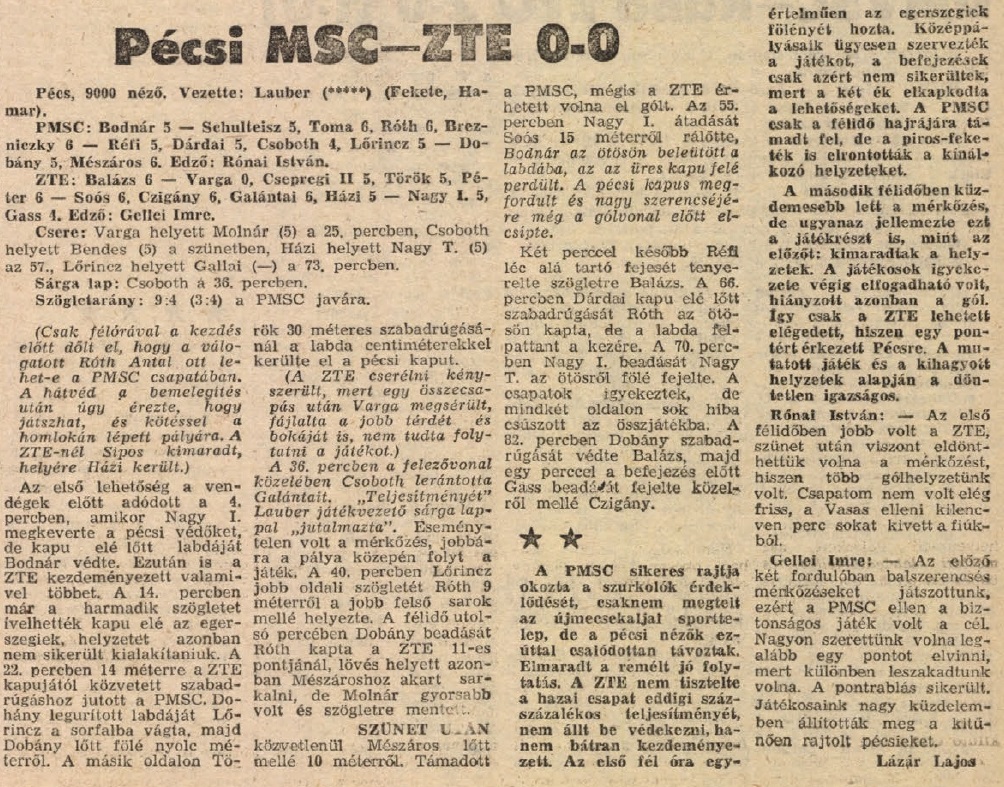 Pécsi MSC—ZTE 0-0
Pécs, 9000 néző. Vezette: Lauber (*****) (Fekete, Ha-
mar).
PMSC: Bodnár 5 — Schulteisz 5, Toma 6, Róth 6, Brez-
niczky 6 — Réfi 5, Dárdai 5, Csoboth 4, Lőrincz 5 — Do-
bány 5, Mészáros 6. Edző: Rónai István.
ZTE: Balázs 6 — Varga 0, Csepregi II 5, Török 5, Pé-
ter 6 — Soós 6, Czigány 6, Galántai 6, Házi 5 — Nagy I. 5,
Gass 4. Edző: Gellei Imre.
Csere: Varga helyett Molnár (5) a 25. percben, Csoboth
helyett Bendes (5) a szünetben, Házi helyett Nagy T. (5)
az 57., Lőrincz helyett Gallai (—) a 73. percben.
Sárga lap: Csoboth a 36. percben.
Szögletarány: 9:4 (3:4) a PMSC javára.
(Csak félórával a kezdés
előtt dőlt el, hogy a válo-
gatott Róth Antal ott le-
het-e a PMSC csapatában.
A hátvéd a bemelegítés
után úgy érezte, hogy
játszhat, és kötéssel a
homlokán lépett pályára. A
ZTE-nél Sipos kimaradt,
helyére Házi került.)
Az első lehetőség a ven-
dégek előtt adódott a 4.
percben, amikor Nagy I.
megkeverte a pécsi védőket,
de kapu elé lőtt labdáját
Bodnár védte. Ezután is a
ZTE kezdeményezett valami-
vel többet. A 14. percben
már a harmadik szögletet
ívelhették kapu elé az eger-
szegiek, helyzetet azonban
nem sikerült kialakítaniuk. A
22. percben 14 méterre a ZTE
kapujától közvetett szabad-
rúgáshoz jutott a PMSC. Do-
hány legurított labdáját Lő-
rincz a sorfalba vágta, majd
Dobány lőtt fölé nyolc mé-
terről. A másik oldalon Tö-
rök 30 méteres szabadrúgásá-
nál a labda centiméterekkel
kerülte el a pécsi kaput.
(A ZTE cserélni kény-
szerült, mert egy összecsa-
pás után Varga megsérült,
fájlalta a jobb térdét és
bokáját is, nem tudta foly-
tatni a játékot.)
A 36. percben a felezővonal
közelében Csoboth lerántotta
Galántait. „Teljesítményét”
Lauber játékvezető sárga lap-
pal „jutalmazta”. Esemény-
telen volt a mérkőzés, jobbá-
ra a pálya közepén folyt a
játék. A 40. percben Lőrincz
jobb oldali szögletét Róth 9
méterről a jobb felső sarok
mellé helyezte. A félidő utol-
só percében Dobány beadását
Róth kapta a ZTE 11-es
pontjánál, lövés helyett azon-
ban Mészároshoz akart sar-
kalni, de Molnár gyorsabb
volt és szögletre
SZÜNET
közvetlenül Mészáros lőtt
mellé 10 méterről. Támadott
a PMSC, mégis a ZTE ér-
hetett volna el gólt. Az 55.
percben Nagy I. átadását
Soós 15 méterről rálőtte,
Bodnár az ötösön beleütött a
labdába, az az üres kapu felé
perdült. A pécsi kapus meg-
fordult és nagy szerencséjé-
re még a gólvonal előtt el-
csípte.
Két perccel később Réfi
léc alá tartó fejesét tenye-
relte szögletre Balázs. A 66.
percben Dárdai kapu elé lőtt
szabadrúgását Róth az ötö-
sön kapta, de a labda fel-
pattant a kezére. A 70. perc-
ben Nagy I. beadását Nagy
T. az ötösről fölé fejelte. A
csapatok igyekeztek, de
mindkét oldalon sok hiba
csúszott az összjátékba. A
82. percben Dobány szabad-
rúgását védte Balázs, majd
egy perccel a befejezés előtt
Gass beadását fejelte közel-
ről mellé Czigány.
★ ★
A PMSC sikeres rajtja
okozta a szurkolók érdek-
lődését, csaknem megtelt
az újmecsekaljai sportte-
lep, de a pécsi nézők ez-
úttal csalódottan távoztak.
Elmaradt a remélt jó foly-
tatás. A ZTE nem tisztelte
a hazai csapat eddigi száz-
százalékos teljesítményét,
nem állt be védekezni, ha-
nem bátran kezdeménye-
zett. Az első fél óra egy-
értelműen az egerszegiek
fölényét hozta. Középpá-
lyásaik ügyesen szervezték
a játékot, a befejezések
csak azért nem sikerültek,
mert a két ék elkapkodta
a lehetőségeket. A PMSC
csak a félidő hajrájára tá-
madt fel, de a piros-feke-
ték is elrontották a kínál-
kozó helyzeteket.
A második félidőben küz-
delmesebb lett a mérkőzés,
de ugyanaz jellemezte ezt
a játékrészt is, mint az
előzőt: kimaradtak a hely-
zetek. A játékosok igyeke-
zete végig elfogadható volt,
hiányzott azonban a gól.
Így csak a ZTE lehetett
elégedett, hiszen egy pon-
tért érkezett Pécsre. A mu-
tatott játék és a kihagyott
helyzetek alapján a dön-
tetlen igazságos.
Rónai István: — Az első
félidőben jobb volt a ZTE,
szünet után viszont eldönt-
hettük volna a mérkőzést,
hiszen több gólhelyzetünk
volt. Csapatom nem volt elég
friss, a Vasas elleni kilenc-
ven perc sokat kivett a fiúk-
ból.
Gellei Imre: — Az előző
két fordulóban balszerencsés
mérkőzéseket játszottunk,
ezért a PMSC ellen a biz-
tonságos játék volt a cél.
Nagyon szerettünk volna leg-
alább egy pontot elvinni,
mert különben leszakadtunk
volna. A pontrablás sikerült.
Játékosaink nagy küzdelem-
ben állították meg a kitű-
nően rajtolt pécsieket.
Lázár Lajos